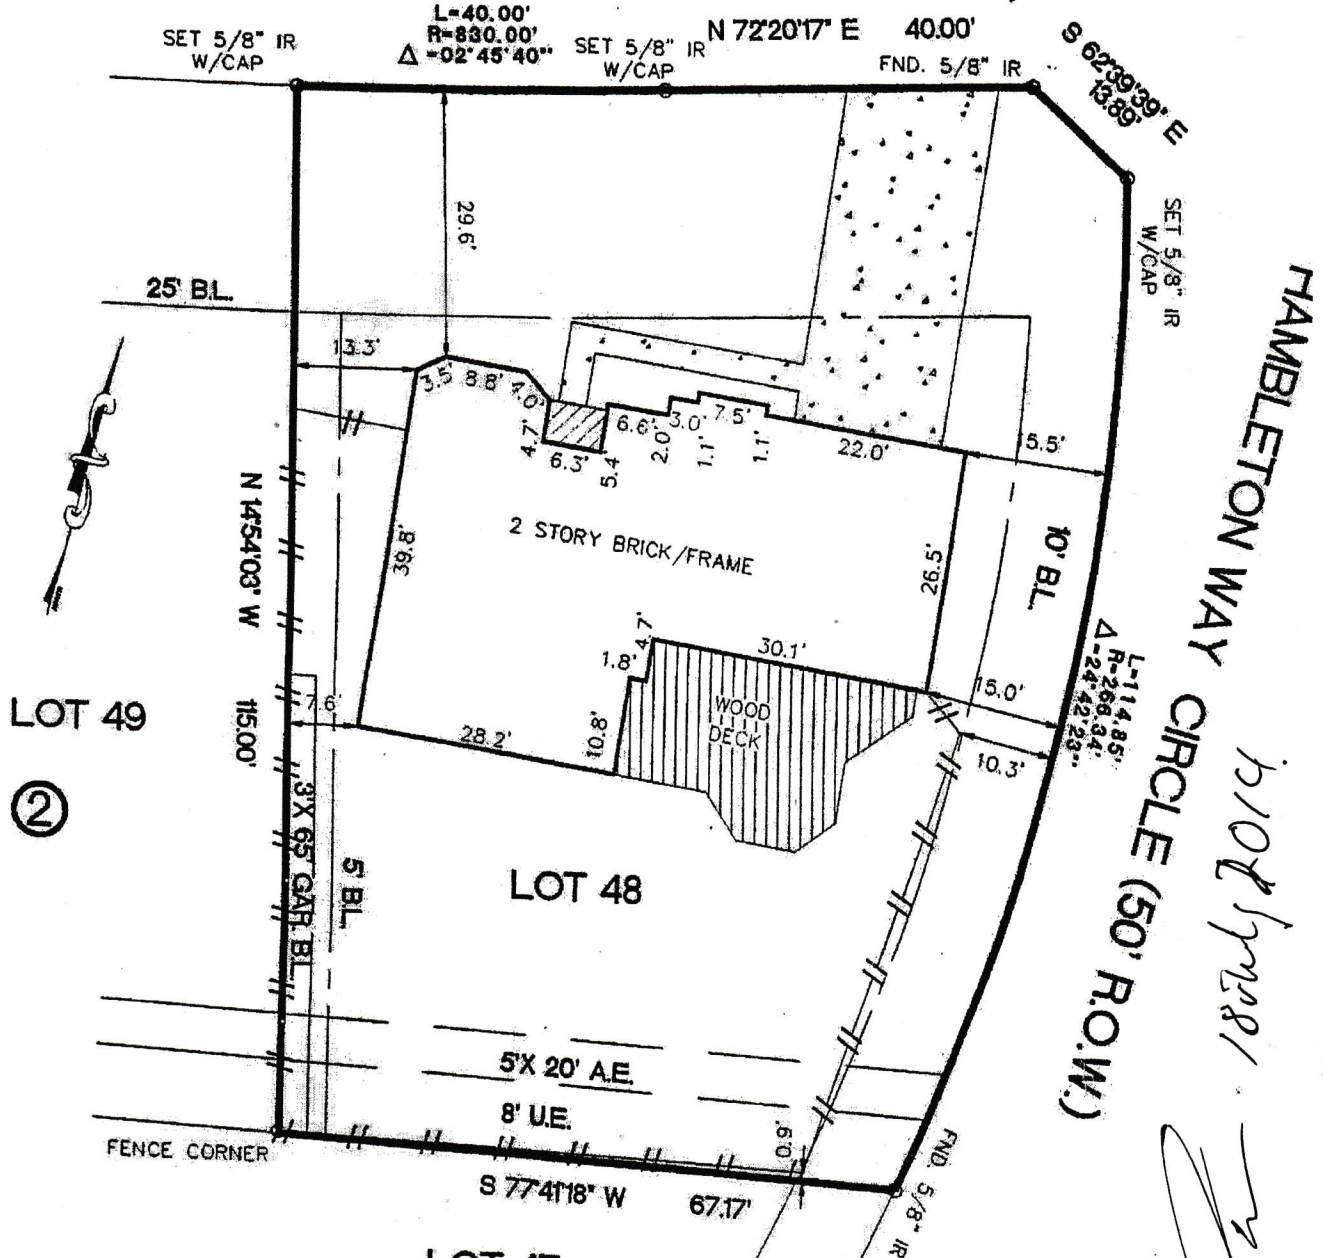 L=40.00'
R=830.00'
Δ =02°45'40"
N 72°20'17" E 40.00'
SET 5/8" IR
W/CAP
SET 5/8" IR
W/CAP
FND. 5/8" IR
S 62°39'39" E
13.89'
SET 5/8" IR
W/CAP
29.6'
25' B.L.
13.3'
3.5'
8.8'
4.0'
4.7'
6.3'
5.4'
6.6'
2.0'
3.0'
1.1'
7.5'
1.1'
22.0'
5.5'
HAMBLETON WAY CIRCLE (50' R.O.W.)
N 14°54'03" W 115.00'
39.8'
2 STORY BRICK/FRAME
26.5'
10' B.L.
4.7'
1.8'
30.1'
15.0'
L=114.85'
R=266.34'
Δ=24°42'23"
LOT 49
7.6'
28.2'
10.8'
WOOD
DECK
10.3'
2
3' X 65' GAR. B.L.
5' B.L.
LOT 48
2014
5' X 20' A.E.
8' U.E.
FENCE CORNER
0.6'
FND. 5/8" IR
S 77°41'18" W 67.17'